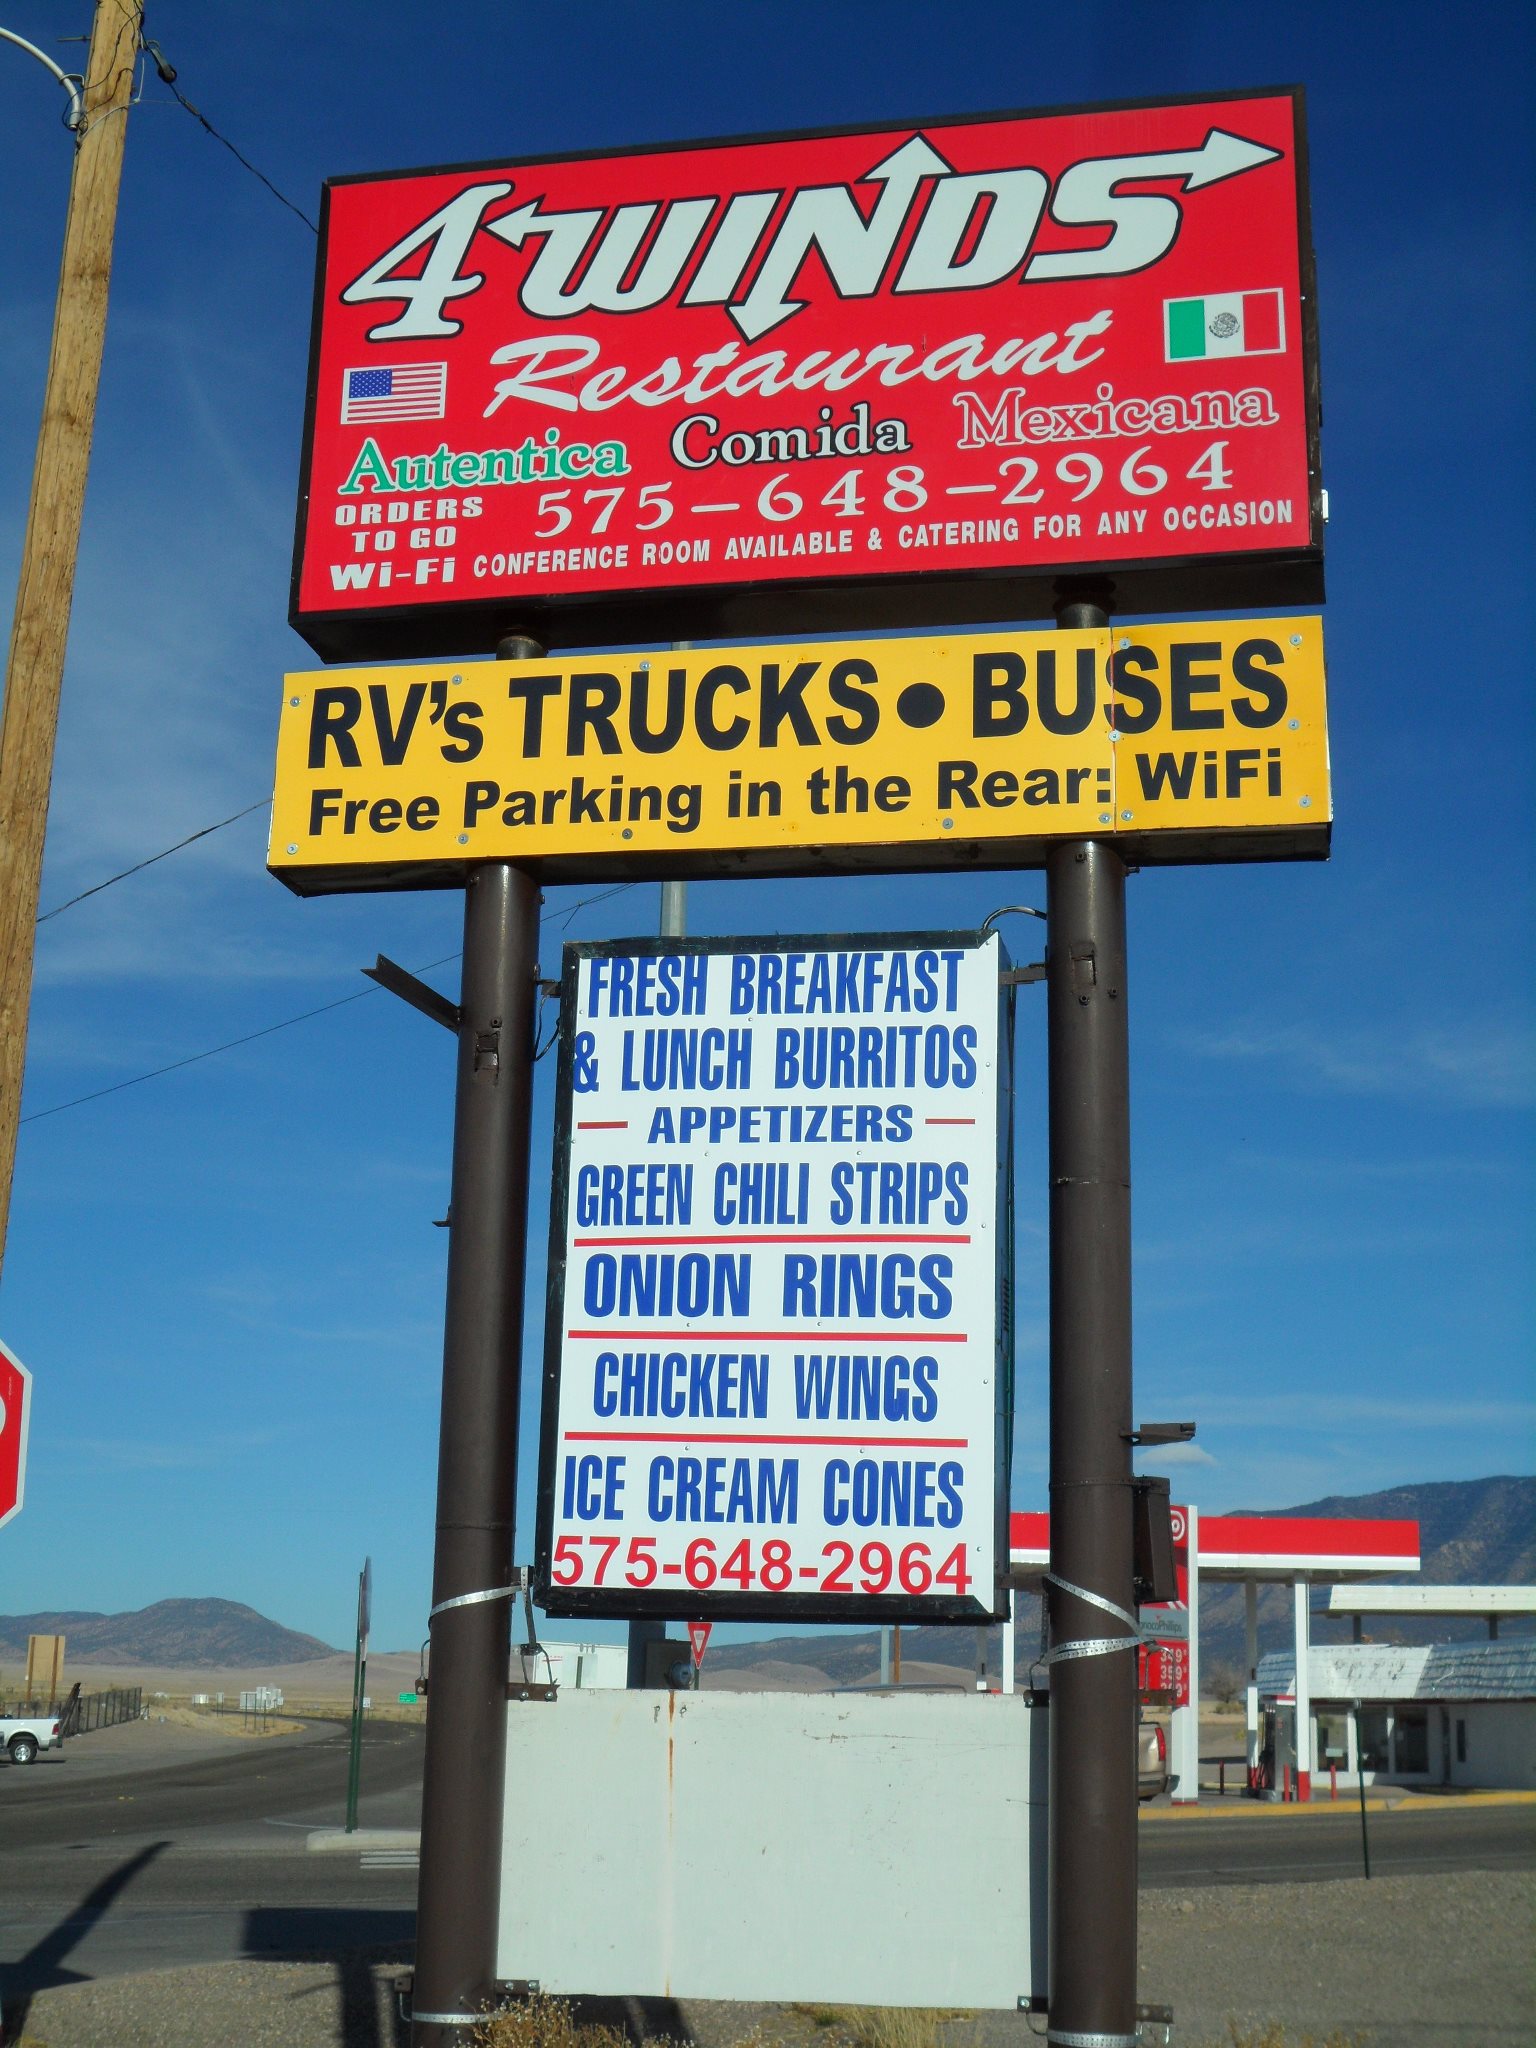 4 WINDS
Restaurant
Autentica Comida Mexicana
ORDERS TO GO
575-648-2964
Wi-Fi CONFERENCE ROOM AVAILABLE & CATERING FOR ANY OCCASION
RV's TRUCKS • BUSES
Free Parking in the Rear: WiFi
FRESH BREAKFAST
& LUNCH BURRITOS
- APPETIZERS -
GREEN CHILI STRIPS
ONION RINGS
CHICKEN WINGS
ICE CREAM CONES
575-648-2964